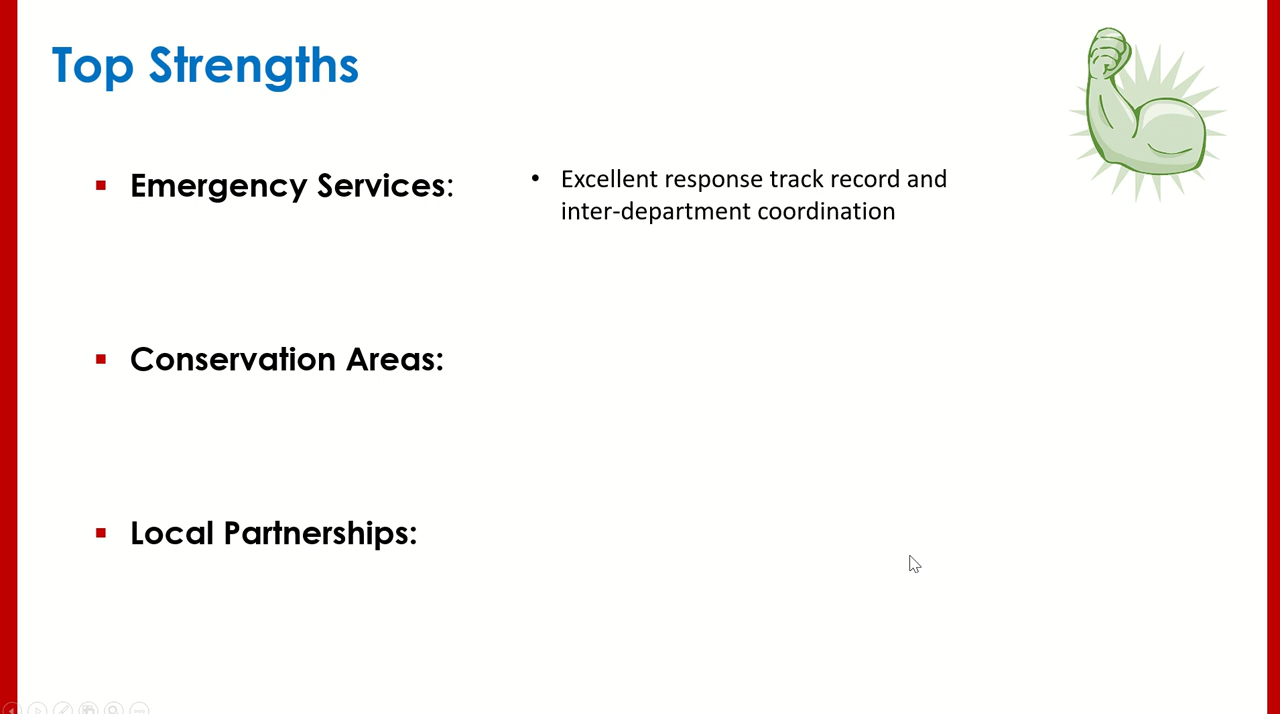 Top Strengths
Emergency Services:
• Excellent response track record and
inter-department coordination
Conservation Areas:
Local Partnerships: